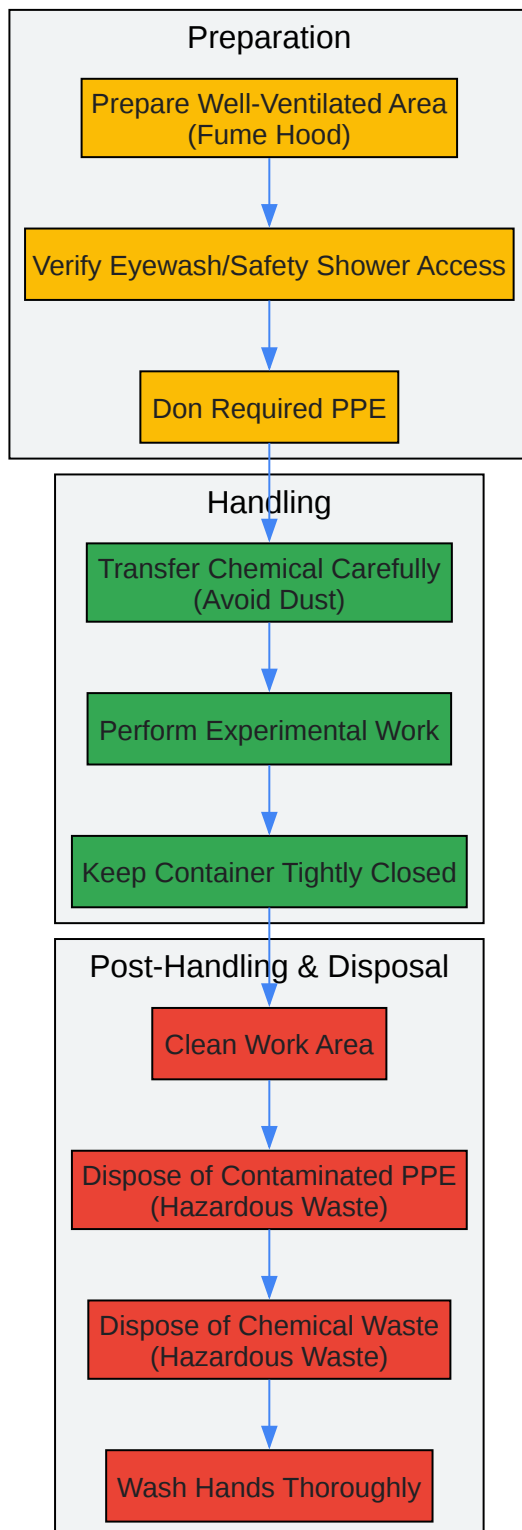 Preparation
Prepare Well-Ventilated Area
(Fume Hood)
Verify Eyewash/Safety Shower Access
Don Required PPE
Handling
Transfer Chemical Carefully
(Avoid Dust)
Perform Experimental Work
Keep Container Tightly Closed
Post-Handling & Disposal
Clean Work Area
Dispose of Contaminated PPE
(Hazardous Waste)
Dispose of Chemical Waste
(Hazardous Waste)
Wash Hands Thoroughly